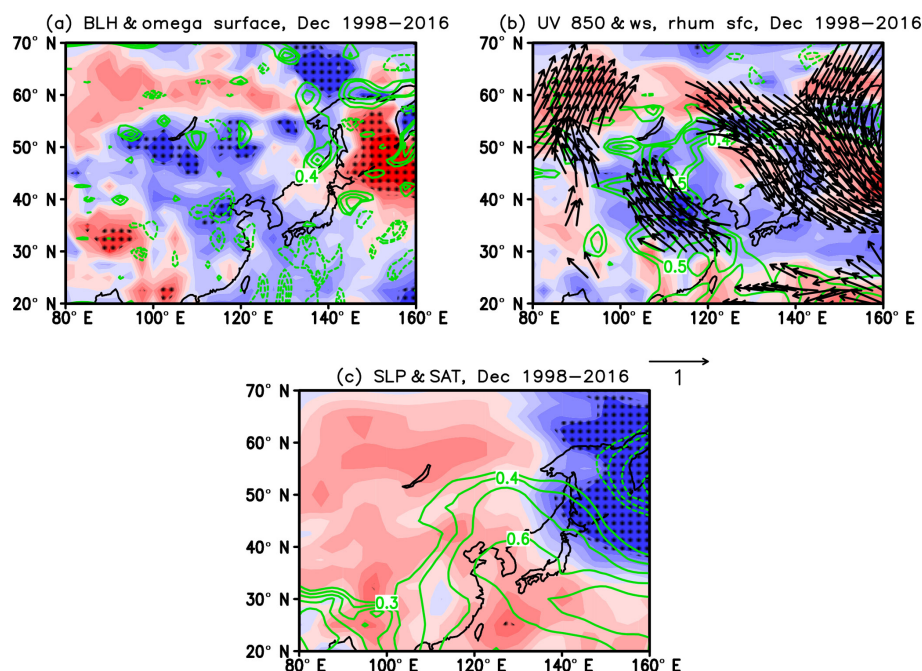 (a) BLH & omega surface, Dec 1998-2016
70° N
60° N
50° N
40° N
30° N
20° N
80° E
100° E
120° E
140° E
160° E
0.4
(b) UV 850 & ws, rhum sfc, Dec 1998-2016
70° N
60° N
50° N
40° N
30° N
20° N
80° E
100° E
120° E
140° E
160° E
0.4
0.5
0.5
(c) SLP & SAT, Dec 1998-2016
1
70° N
60° N
50° N
40° N
30° N
20° N
80° E
100° E
120° E
140° E
160° E
0.4
0.6
0.3